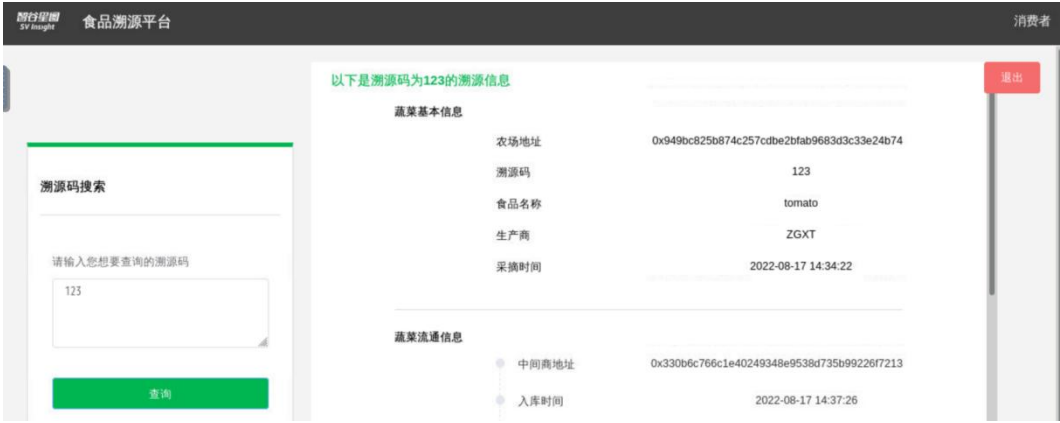 智谷星图
SV Insight
食品溯源平台
消费者
退出
溯源码搜索
请输入您想要查询的溯源码
123
查询
以下是溯源码为123的溯源信息
蔬菜基本信息
农场地址 0x949bc825b874c257cdbe2bfab9683d3c33e24b74
溯源码 123
食品名称 tomato
生产商 ZGXT
采摘时间 2022-08-17 14:34:22
蔬菜流通信息
中间商地址 0x330b6c766c1e40249348e9538d735b99226f7213
入库时间 2022-08-17 14:37:26